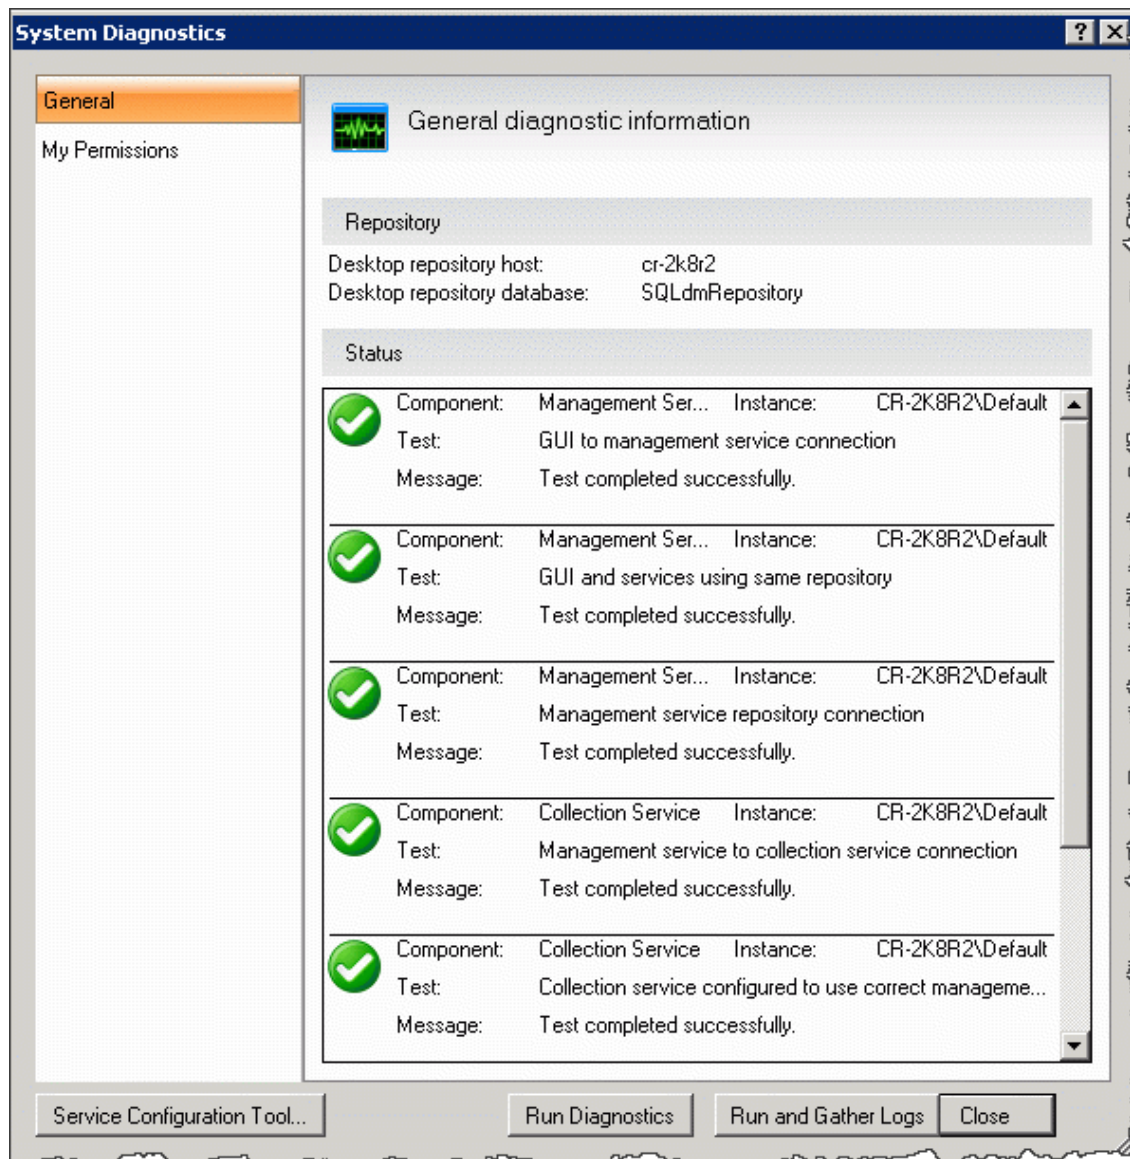 System Diagnostics
General
My Permissions
General diagnostic information
Repository
Desktop repository host: cr-2k8r2
Desktop repository database: SQLdmRepository
Status
Component: Management Ser... Instance: CR-2K8R2\Default
Test: GUI to management service connection
Message: Test completed successfully.
Component: Management Ser... Instance: CR-2K8R2\Default
Test: GUI and services using same repository
Message: Test completed successfully.
Component: Management Ser... Instance: CR-2K8R2\Default
Test: Management service repository connection
Message: Test completed successfully.
Component: Collection Service Instance: CR-2K8R2\Default
Test: Management service to collection service connection
Message: Test completed successfully.
Component: Collection Service Instance: CR-2K8R2\Default
Test: Collection service configured to use correct manageme...
Message: Test completed successfully.
Service Configuration Tool... Run Diagnostics Run and Gather Logs Close